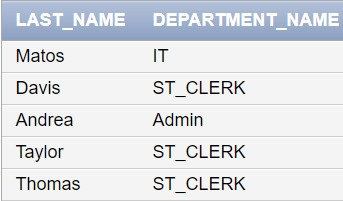 LAST_NAME DEPARTMENT_NAME
Matos IT
Davis ST_CLERK
Andrea Admin
Taylor ST_CLERK
Thomas ST_CLERK